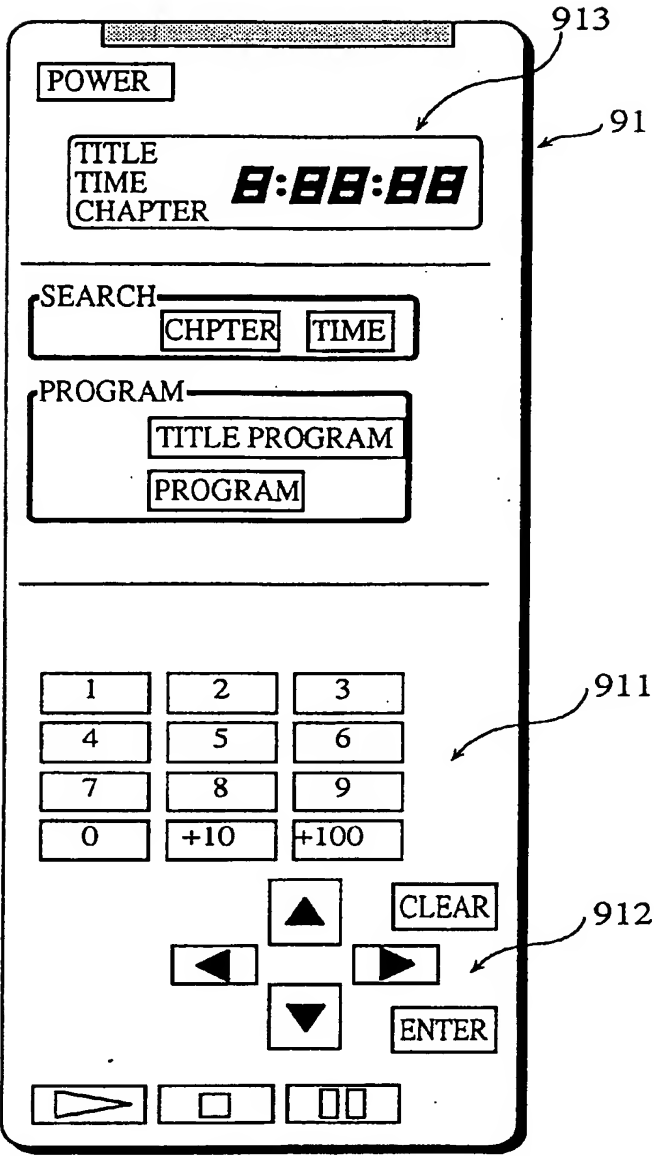 913
POWER
91
TITLE
TIME
CHAPTER
8:88:88
SEARCH
CHPTER TIME
PROGRAM
TITLE PROGRAM
PROGRAM
1 2 3
911
4 5 6
7 8 9
0 +10 +100
CLEAR
912
ENTER